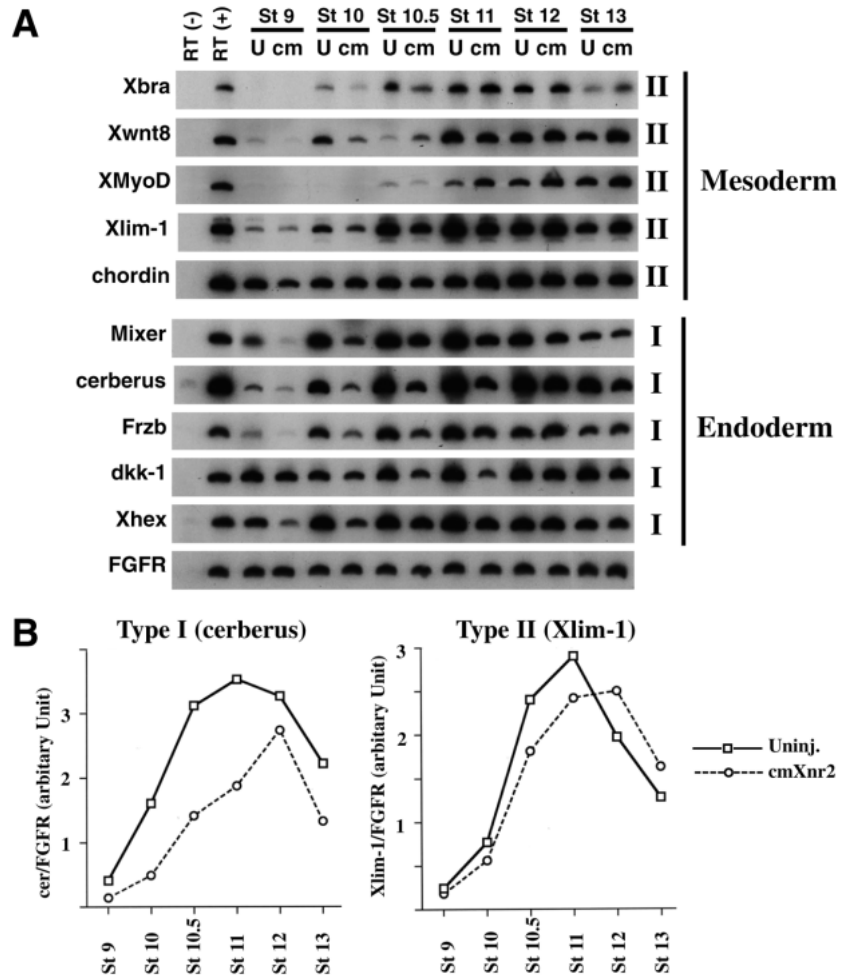 A
RT (-)
RT (+)
St 9 St 10 St 10.5 St 11 St 12 St 13
U cm U cm U cm U cm U cm U cm
Xbra II
Xwnt8 II
XMyoD II
Xlim-1 II
chordin II
Mesoderm
Mixer I
cerberus I
Frzb I
dkk-1 I
Xhex I
Endoderm
FGFR
B
Type I (cerberus)
cer/FGFR (arbitary Unit)
3
2
1
St 9 St 10 St 10.5 St 11 St 12 St 13
Type II (Xlim-1)
Xlim-1/FGFR (arbitary Unit)
3
2
1
St 9 St 10 St 10.5 St 11 St 12 St 13
Uninj.
cmXnr2